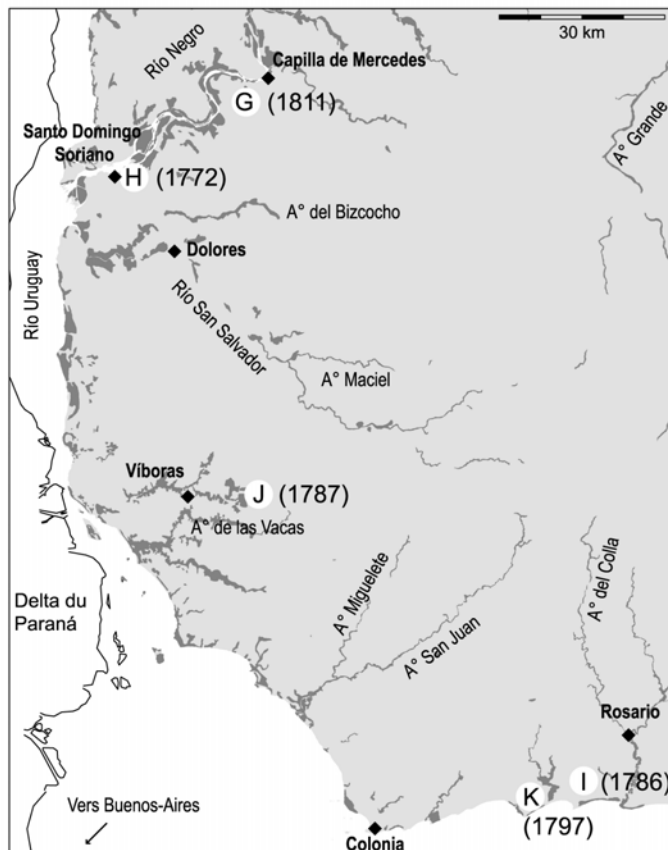 30 km
Río Negro
Capilla de Mercedes
G (1811)
A° Grande
Santo Domingo
Soriano
H (1772)
A° del Bizcocho
Dolores
Río Uruguay
Río San Salvador
A° Maciel
Víboras
J (1787)
A° de las Vacas
A° Miguelete
A° San Juan
A° del Colla
Delta du
Paraná
Rosario
I (1786)
K
(1797)
Vers Buenos-Aires
Colonia